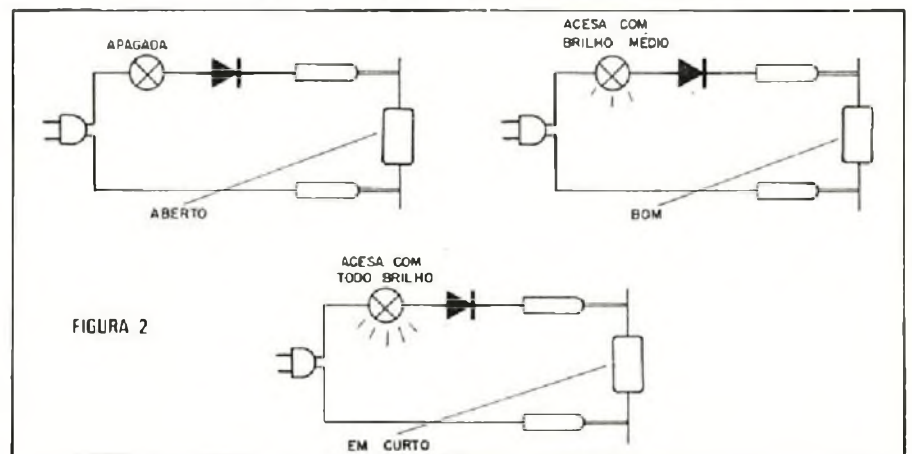 APAGADA
ABERTO
ACESA COM
BRILHO MÉDIO
BOM
FIGURA 2
ACESA COM
TODO BRILHO
EM CURTO